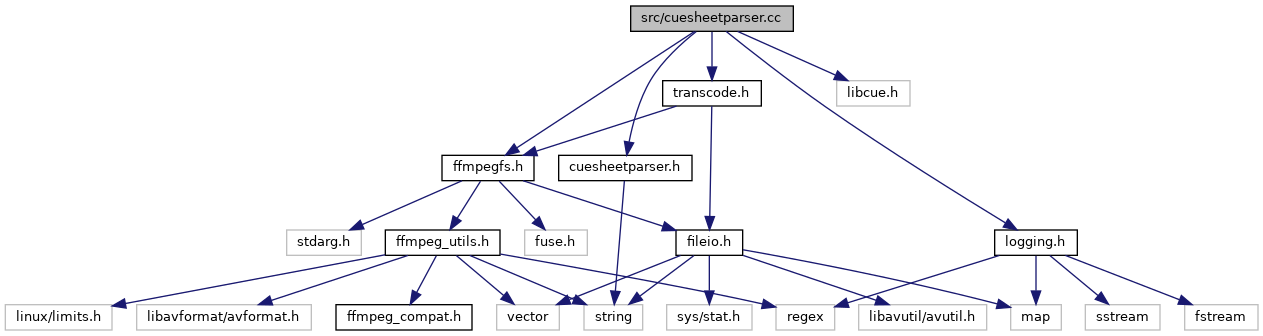 src/cuesheetparser.cc
transcode.h
libcue.h
ffmpegfs.h
cuesheetparser.h
stdarg.h
ffmpeg_utils.h
fuse.h
fileio.h
logging.h
linux/limits.h
libavformat/avformat.h
ffmpeg_compat.h
vector
string
sys/stat.h
regex
libavutil/avutil.h
map
sstream
fstream